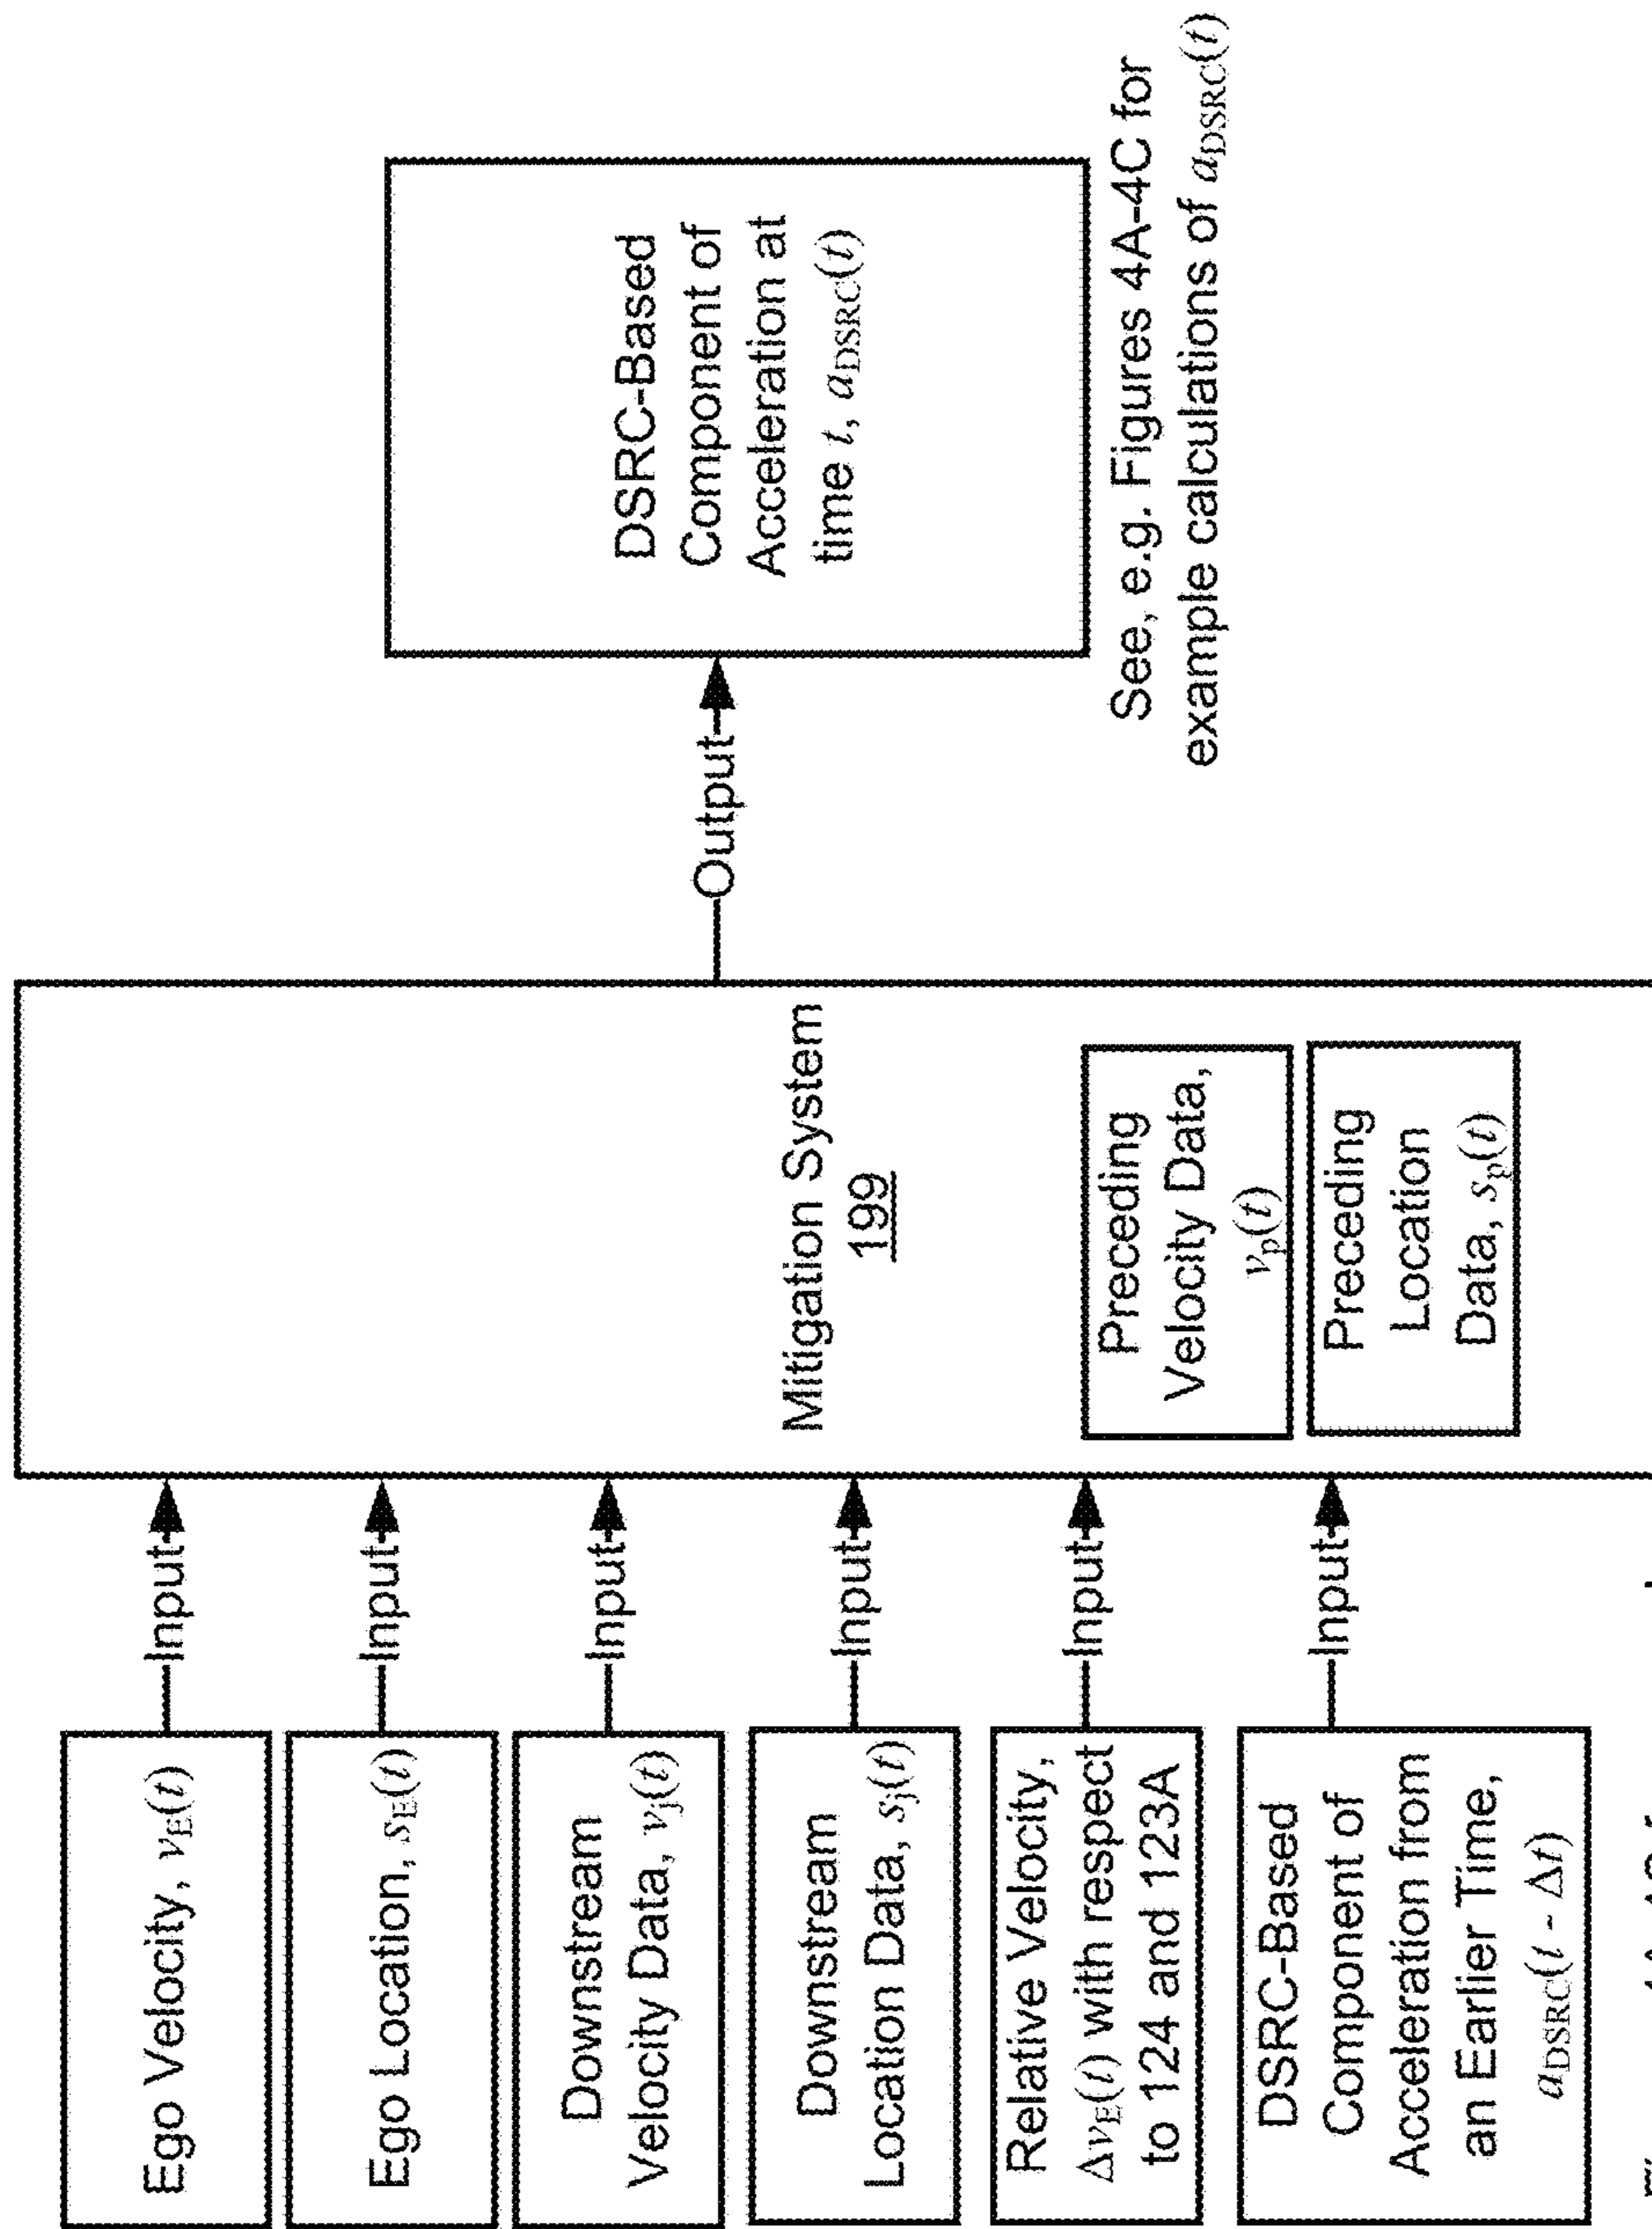 Ego Velocity, vE(t)
Input
Ego Location, sE(t)
Input
Downstream
Velocity Data, vj(t)
Input
Downstream
Location Data, sj(t)
Input
Relative Velocity,
ΔvE(t) with respect
to 124 and 123A
Input
DSRC-Based
Component of
Acceleration from
an Earlier Time,
aDSRC(t - Δt)
Input
Mitigation System
199
Preceding
Velocity Data,
vp(t)
Preceding
Location
Data, sp(t)
Output
DSRC-Based
Component of
Acceleration at
time t, aDSRC(t)
See, e.g. Figures 4A-4C for
example calculations of aDSRC(t)